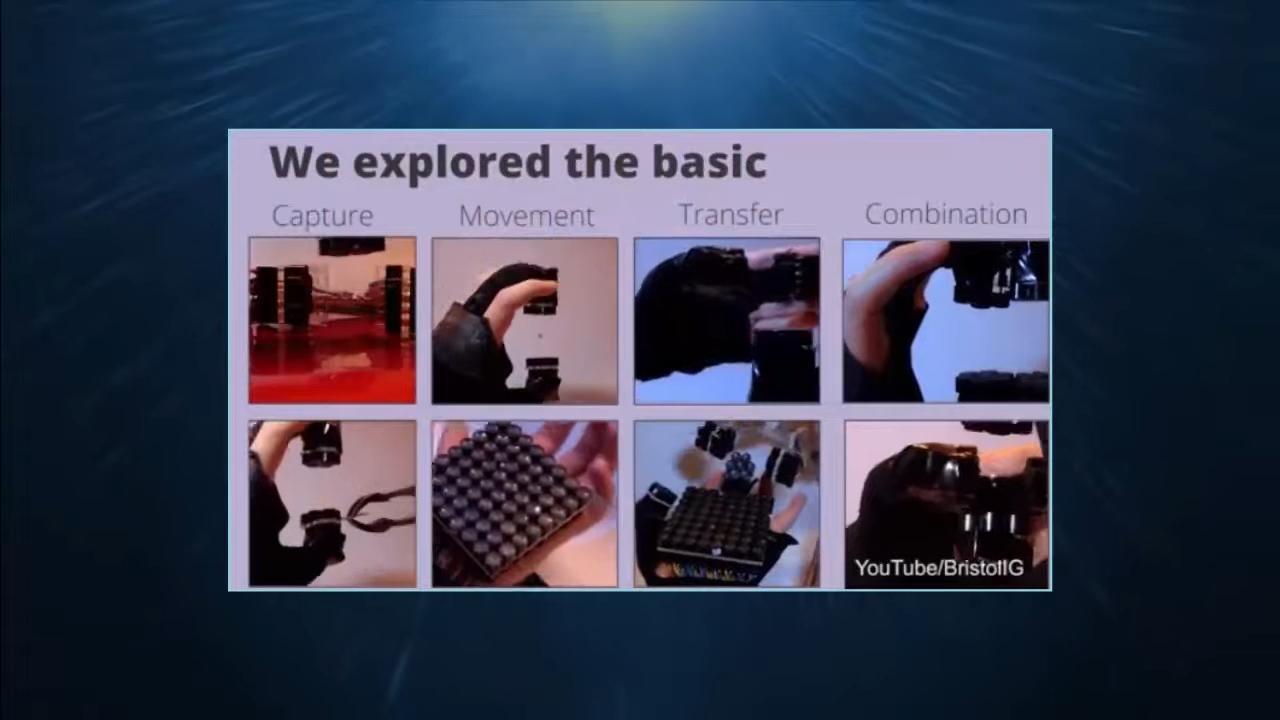 We explored the basic
Capture Movement Transfer Combination
YouTube/BristolIG